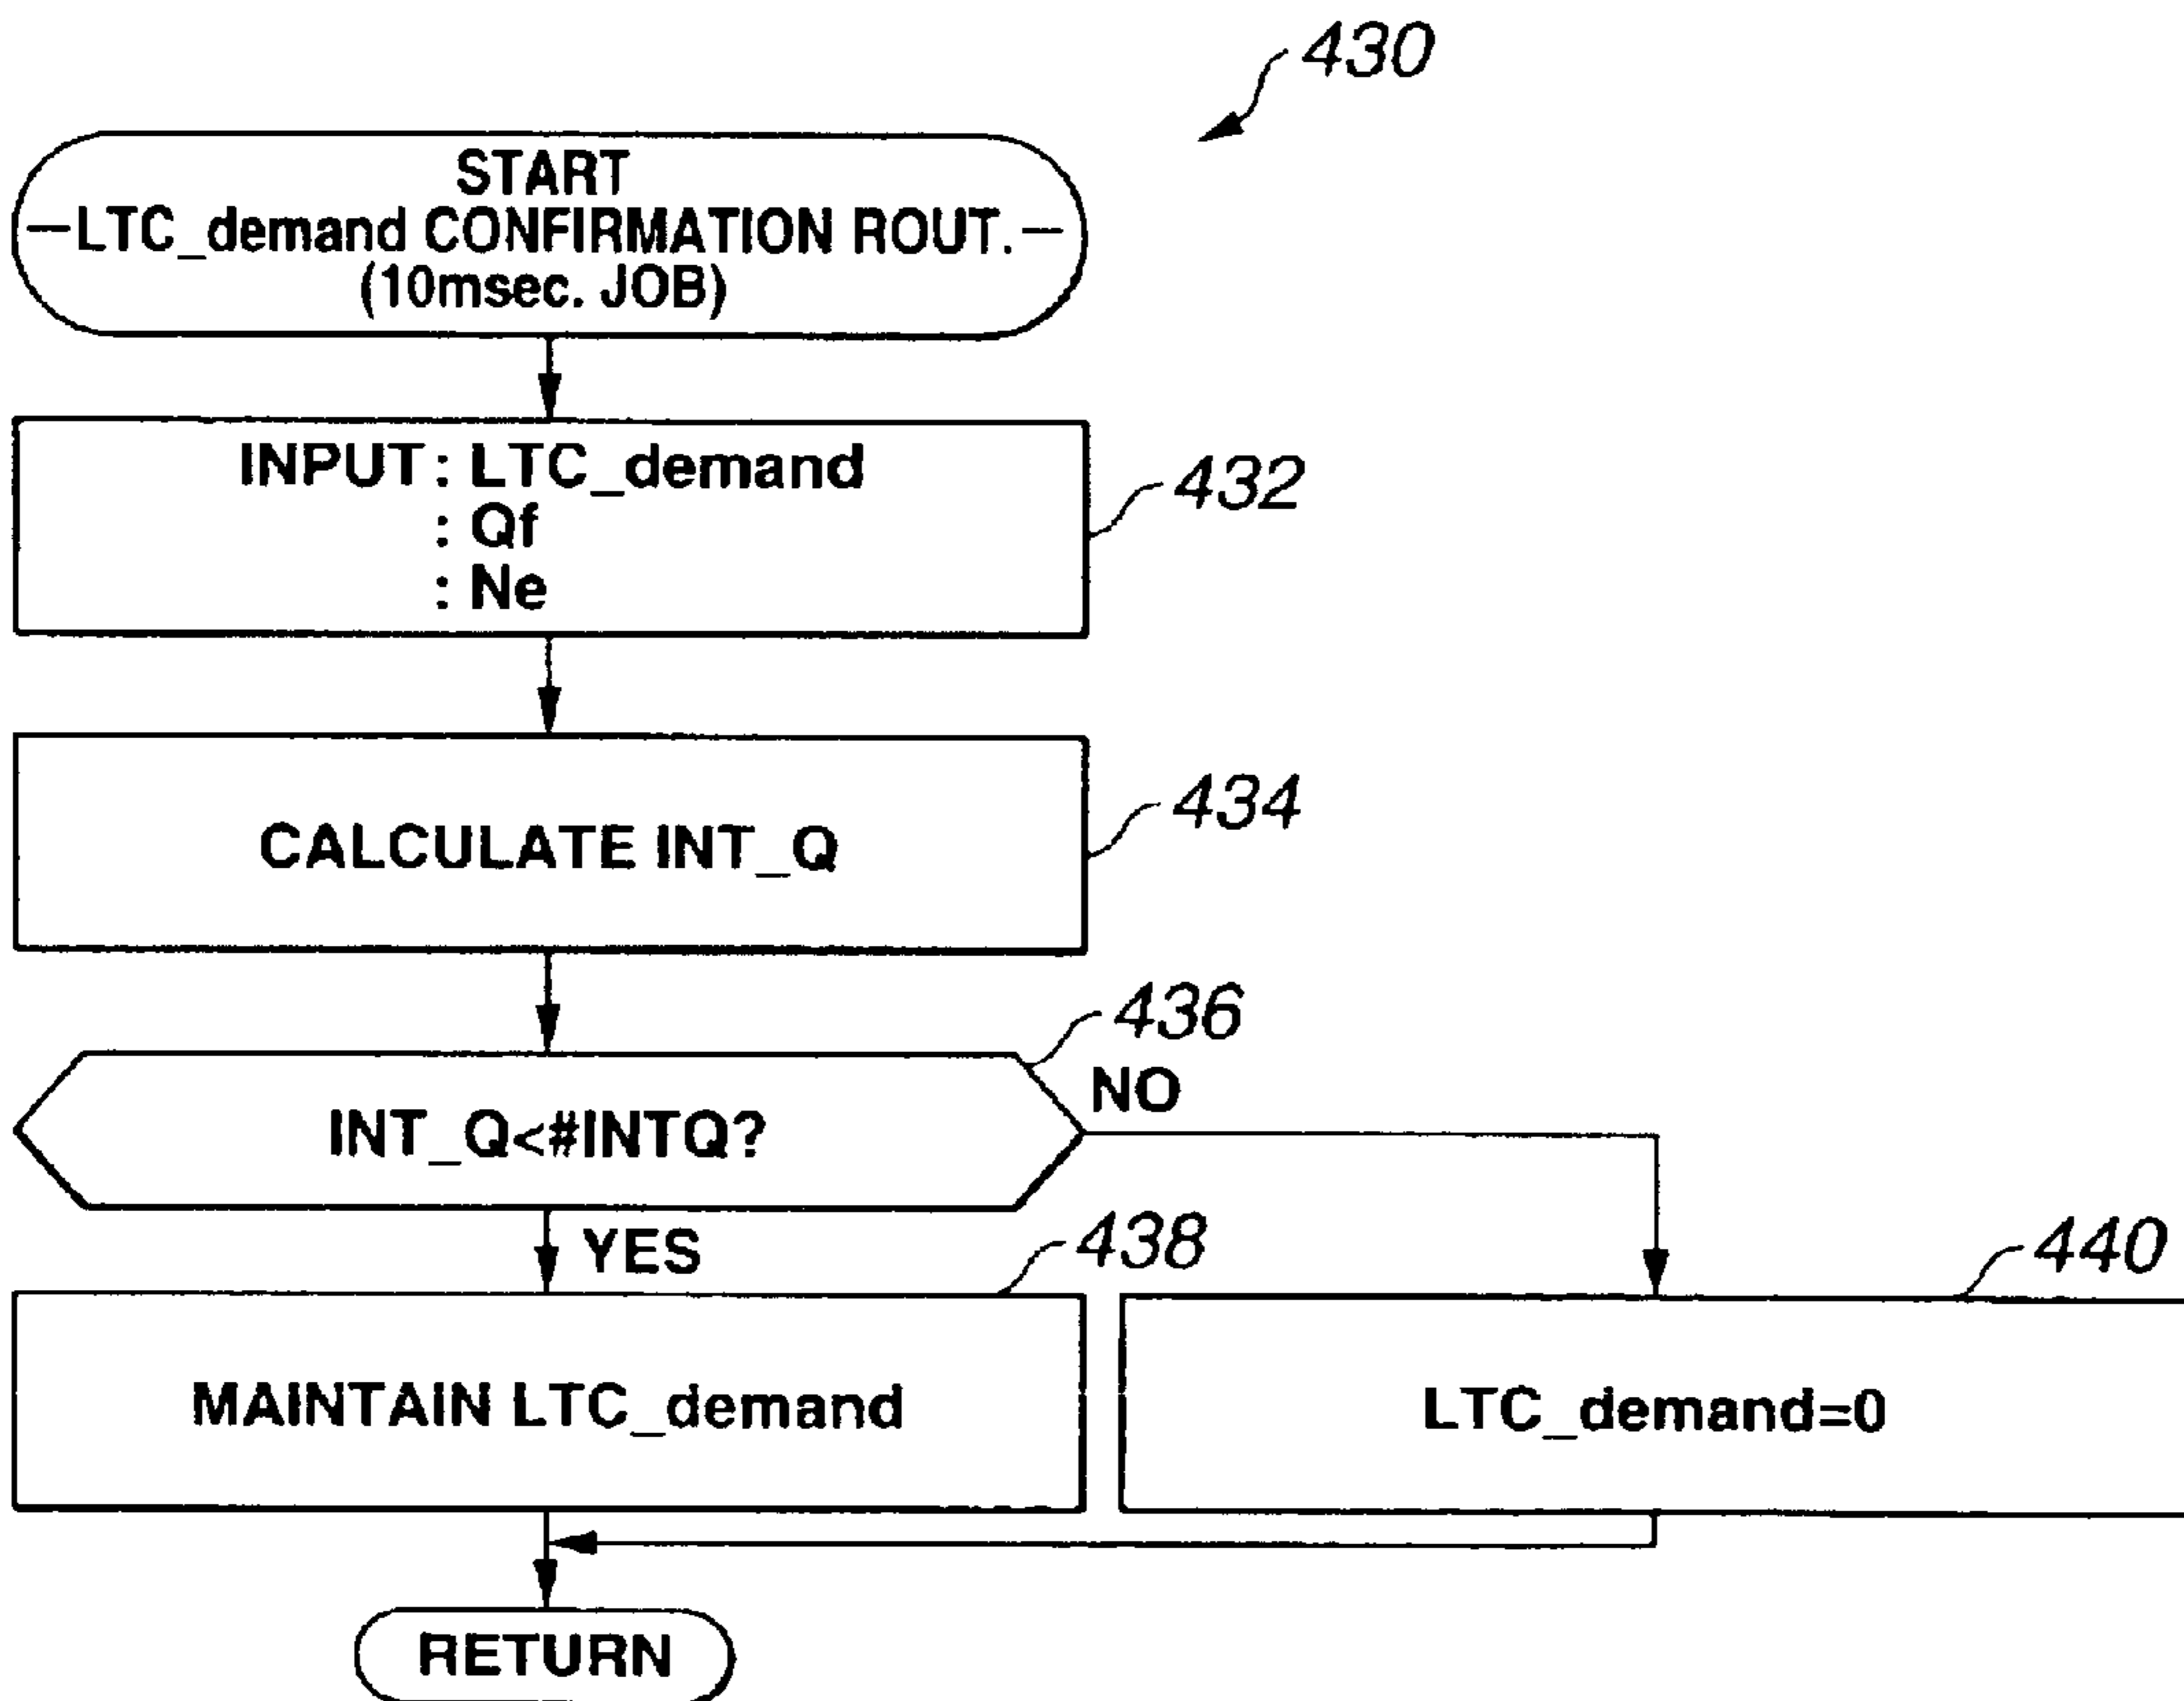 430
START
—LTC_demand CONFIRMATION ROUT.—
(10msec. JOB)
INPUT : LTC_demand
: Qf
: Ne
432
CALCULATE INT_Q
434
436
INT_Q<#INTQ?
NO
YES
438
440
MAINTAIN LTC_demand
LTC_demand=0
RETURN